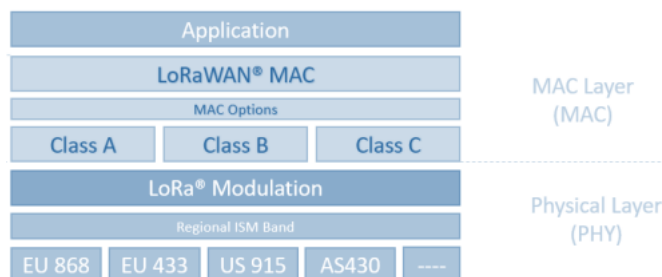 Application
LoRaWAN® MAC
MAC Options
Class A Class B Class C
MAC Layer
(MAC)
LoRa® Modulation
Regional ISM Band
EU 868 EU 433 US 915 AS430 ----
Physical Layer
(PHY)